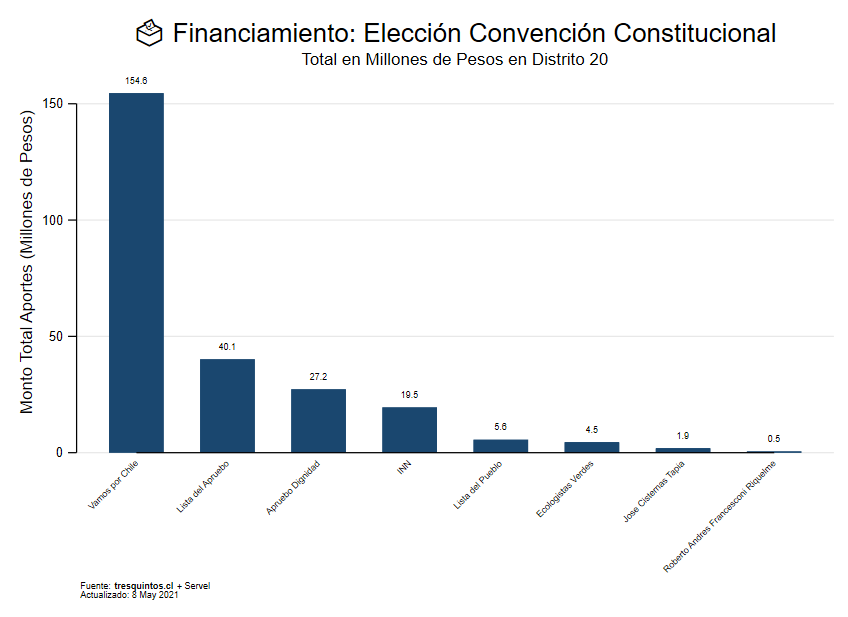 Financiamiento: Elección Convención Constitucional
Total en Millones de Pesos en Distrito 20
Monto Total Aportes (Millones de Pesos)
150
100
50
0
154.6
40.1
27.2
19.5
5.6
4.5
1.9
0.5
Vamos por Chile
Lista del Apruebo
Apruebo Dignidad
INN
Lista del Pueblo
Ecologistas Verdes
Jose Cisternas Tapia
Roberto Andres Francesconi Riquelme
Fuente: tresquintos.cl + Servel
Actualizado: 8 May 2021